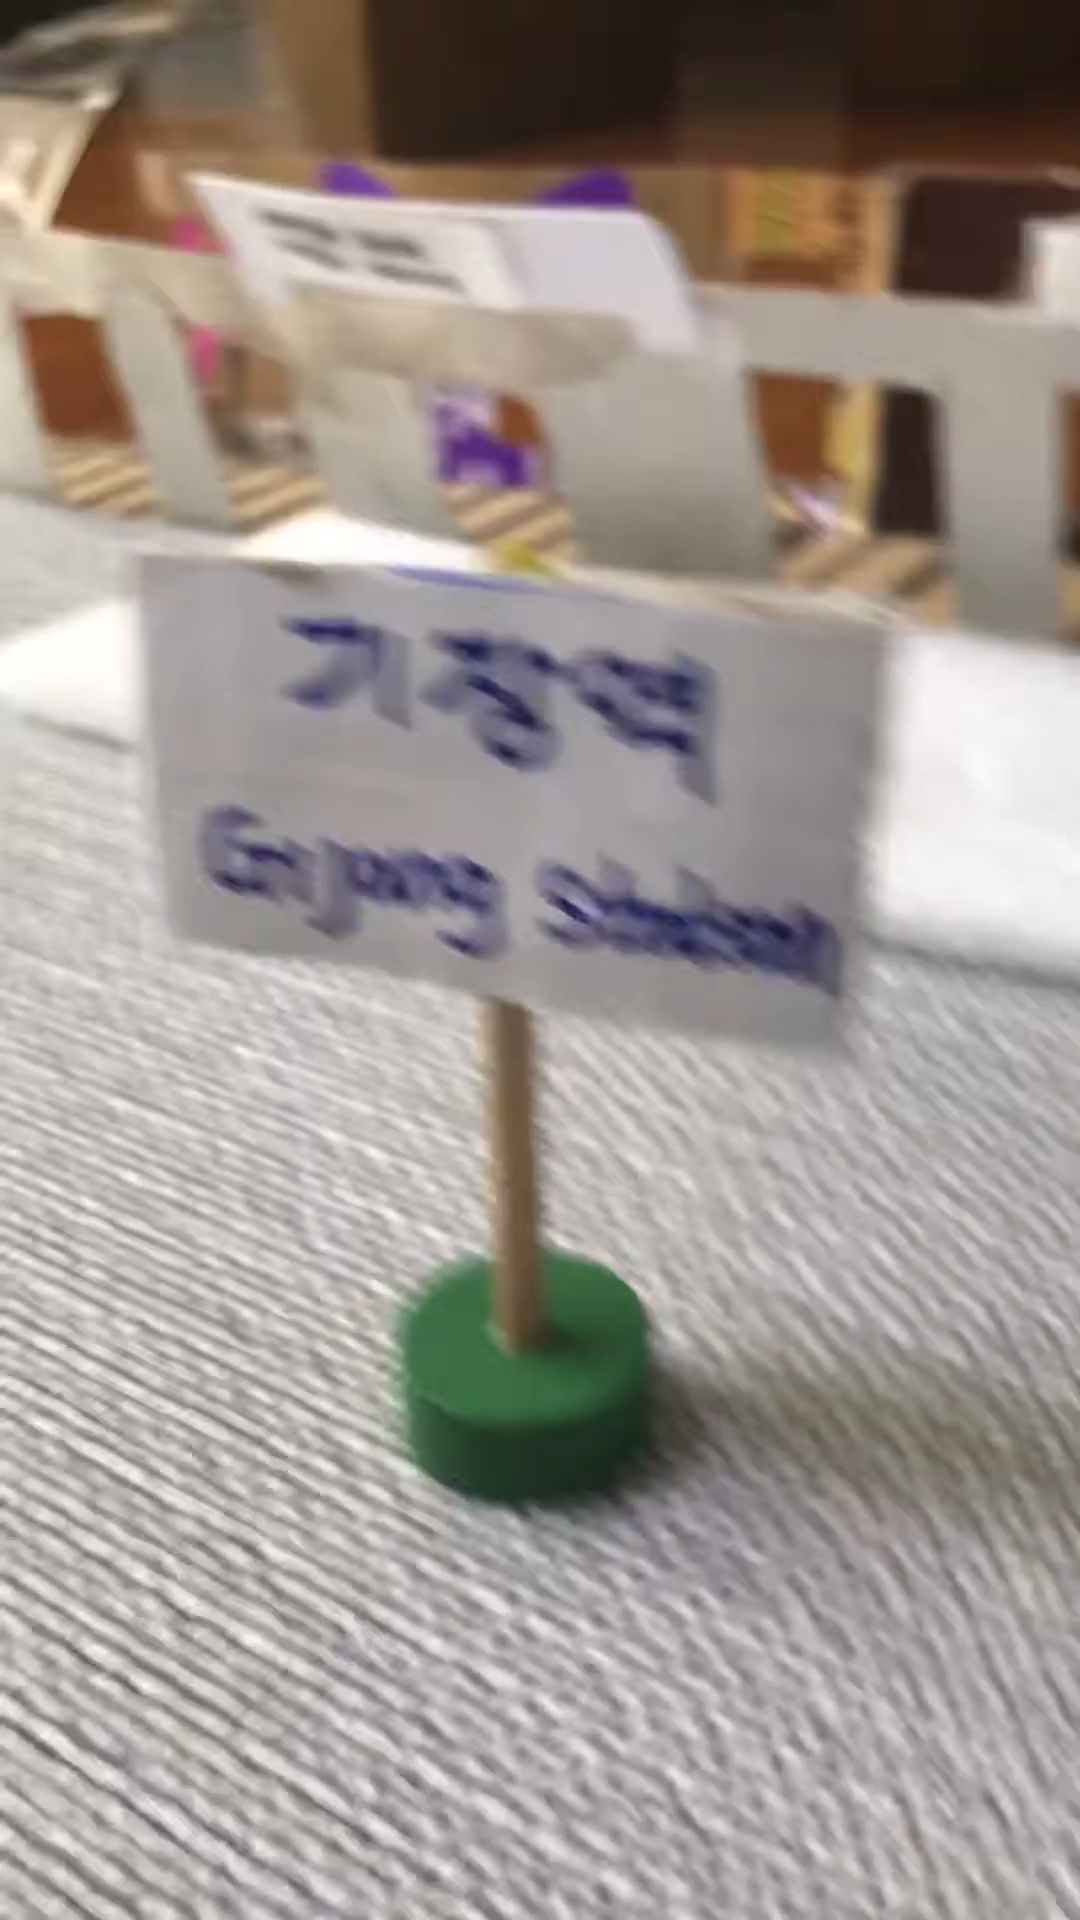 기장역
Gijang Station